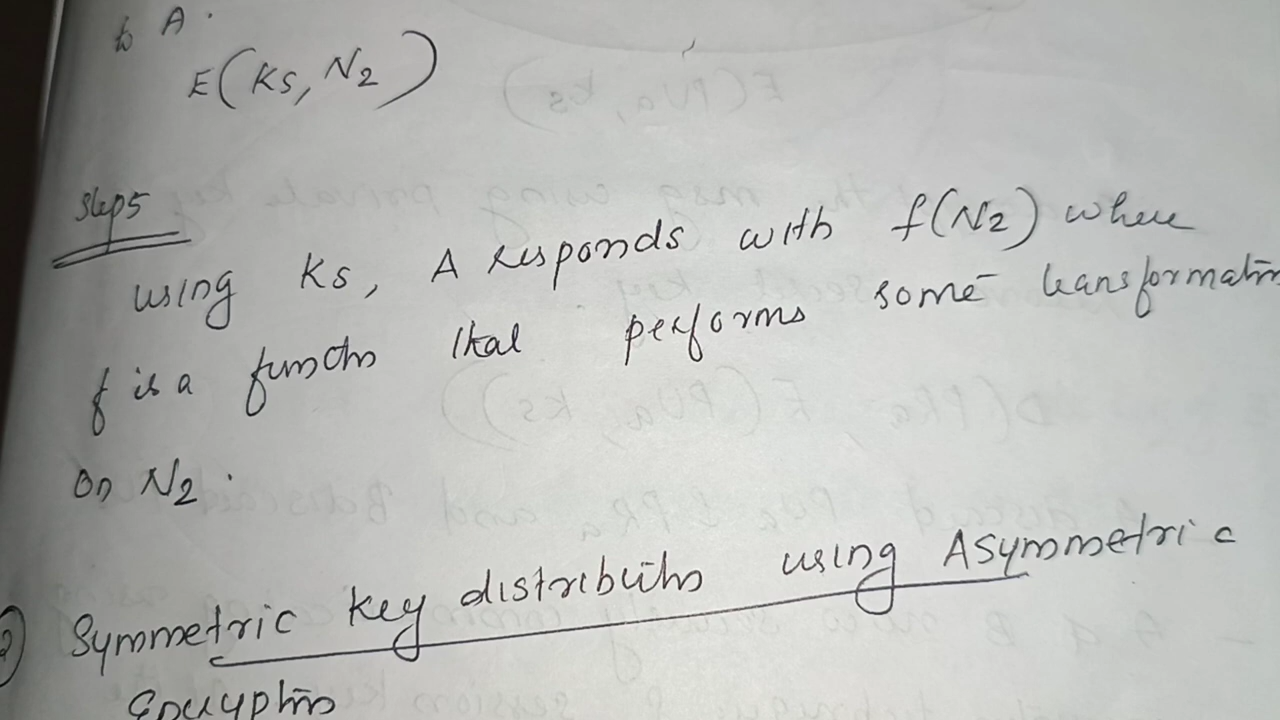 to A.
E(Ks, N2)
Step5
using Ks, A responds with f(N2) where
f is a function that performs some transformation
on N2.
2) Symmetric key distribution using Asymmetric
Encryption